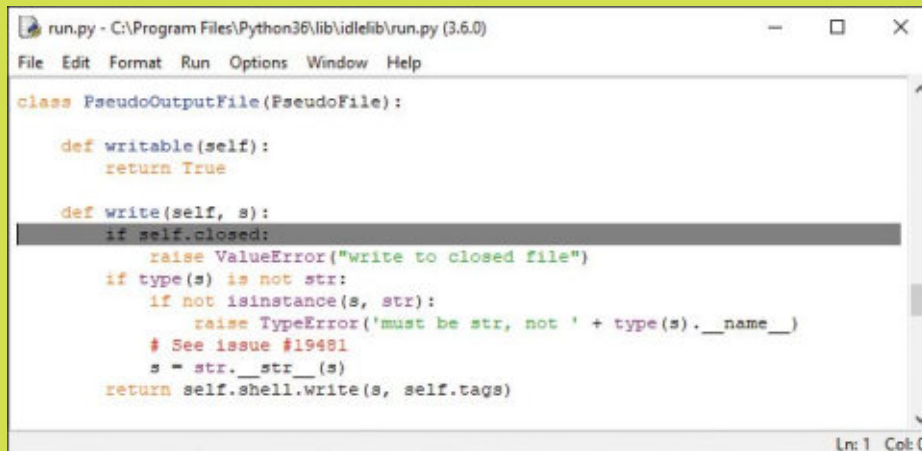 run.py - C:\Program Files\Python36\lib\idlelib\run.py (3.6.0)
File Edit Format Run Options Window Help
class PseudoOutputFile(PseudoFile):
    def writable(self):
        return True
    def write(self, s):
        if self.closed:
            raise ValueError("write to closed file")
        if type(s) is not str:
            if not isinstance(s, str):
                raise TypeError('must be str, not ' + type(s).__name__)
            # See issue #19481
            s = str.__str__(s)
        return self.shell.write(s, self.tags)
Ln: 1 Col: 0